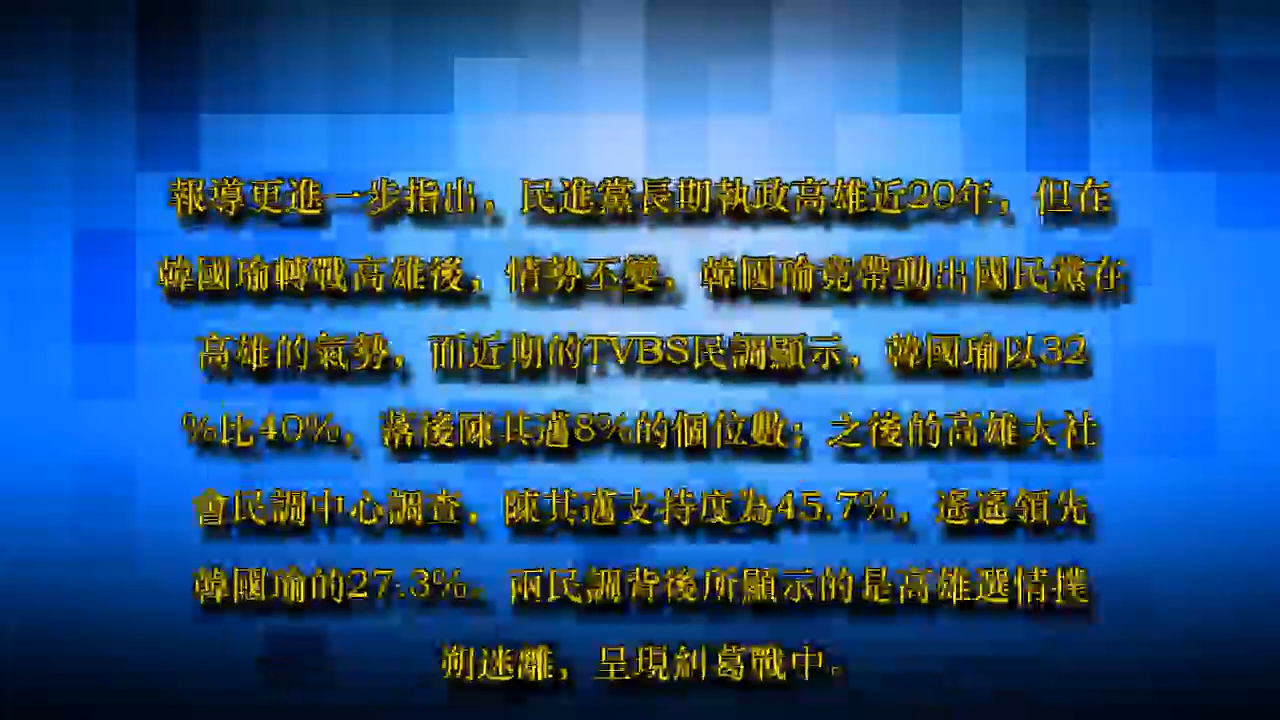 報導更進一步指出，民進黨長期執政高雄近20年，但在
韓國瑜轉戰高雄後，情勢丕變，韓國瑜竟帶動出國民黨在
高雄的氣勢，而近期的TVBS民調顯示，韓國瑜以32
%比40%，落後陳其邁8%的個位數；之後的高雄大社
會民調中心調查，陳其邁支持度為45.7%，遙遙領先
韓國瑜的27.3%。兩民調背後所顯示的是高雄選情撲
朔迷離，呈現糾葛戰中。